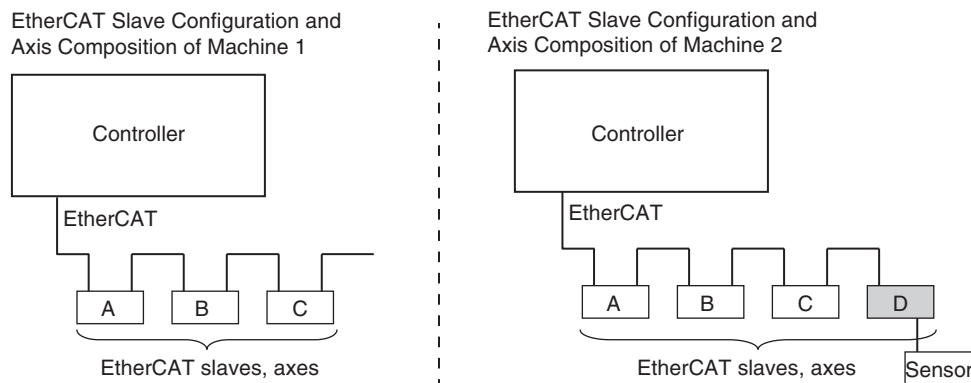 EtherCAT Slave Configuration and
Axis Composition of Machine 1
Controller
EtherCAT
A
B
C
EtherCAT slaves, axes
EtherCAT Slave Configuration and
Axis Composition of Machine 2
Controller
EtherCAT
A
B
C
D
EtherCAT slaves, axes
Sensor